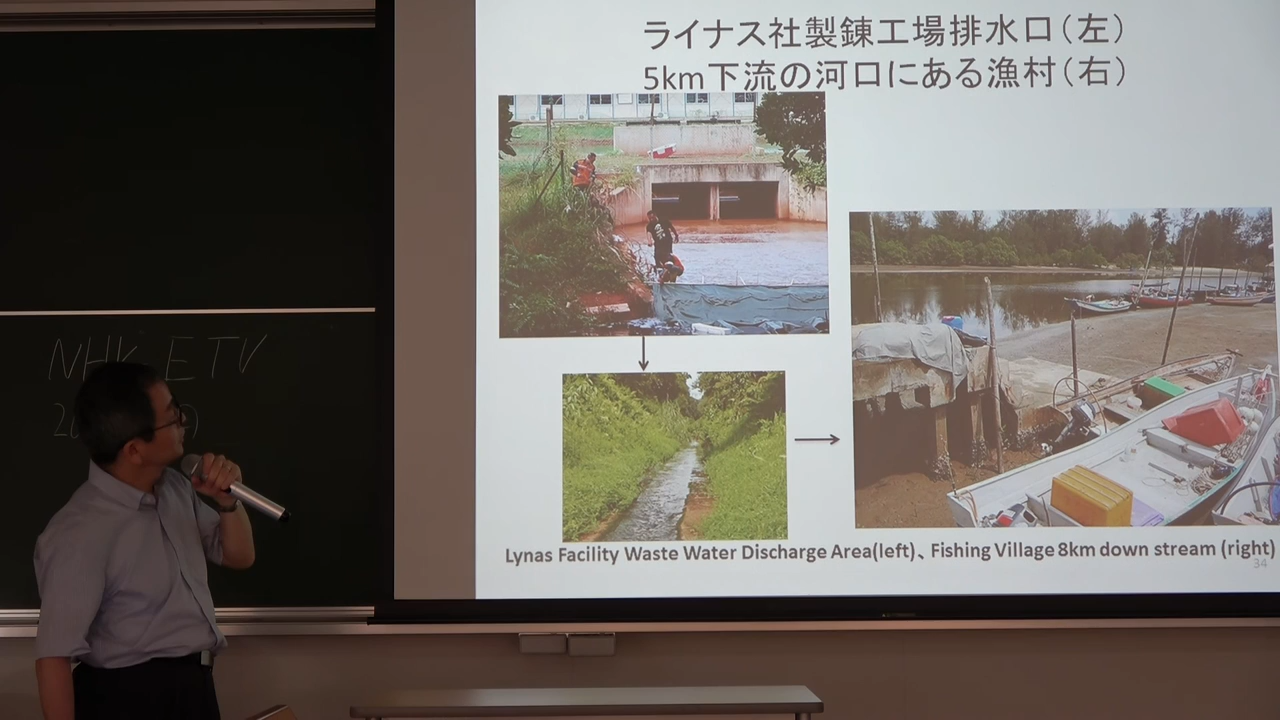 ライナス社製錬工場排水口（左）
5km下流の河口にある漁村（右）
Lynas Facility Waste Water Discharge Area(left)、Fishing Village 8km down stream (right)
34
NHK ETV